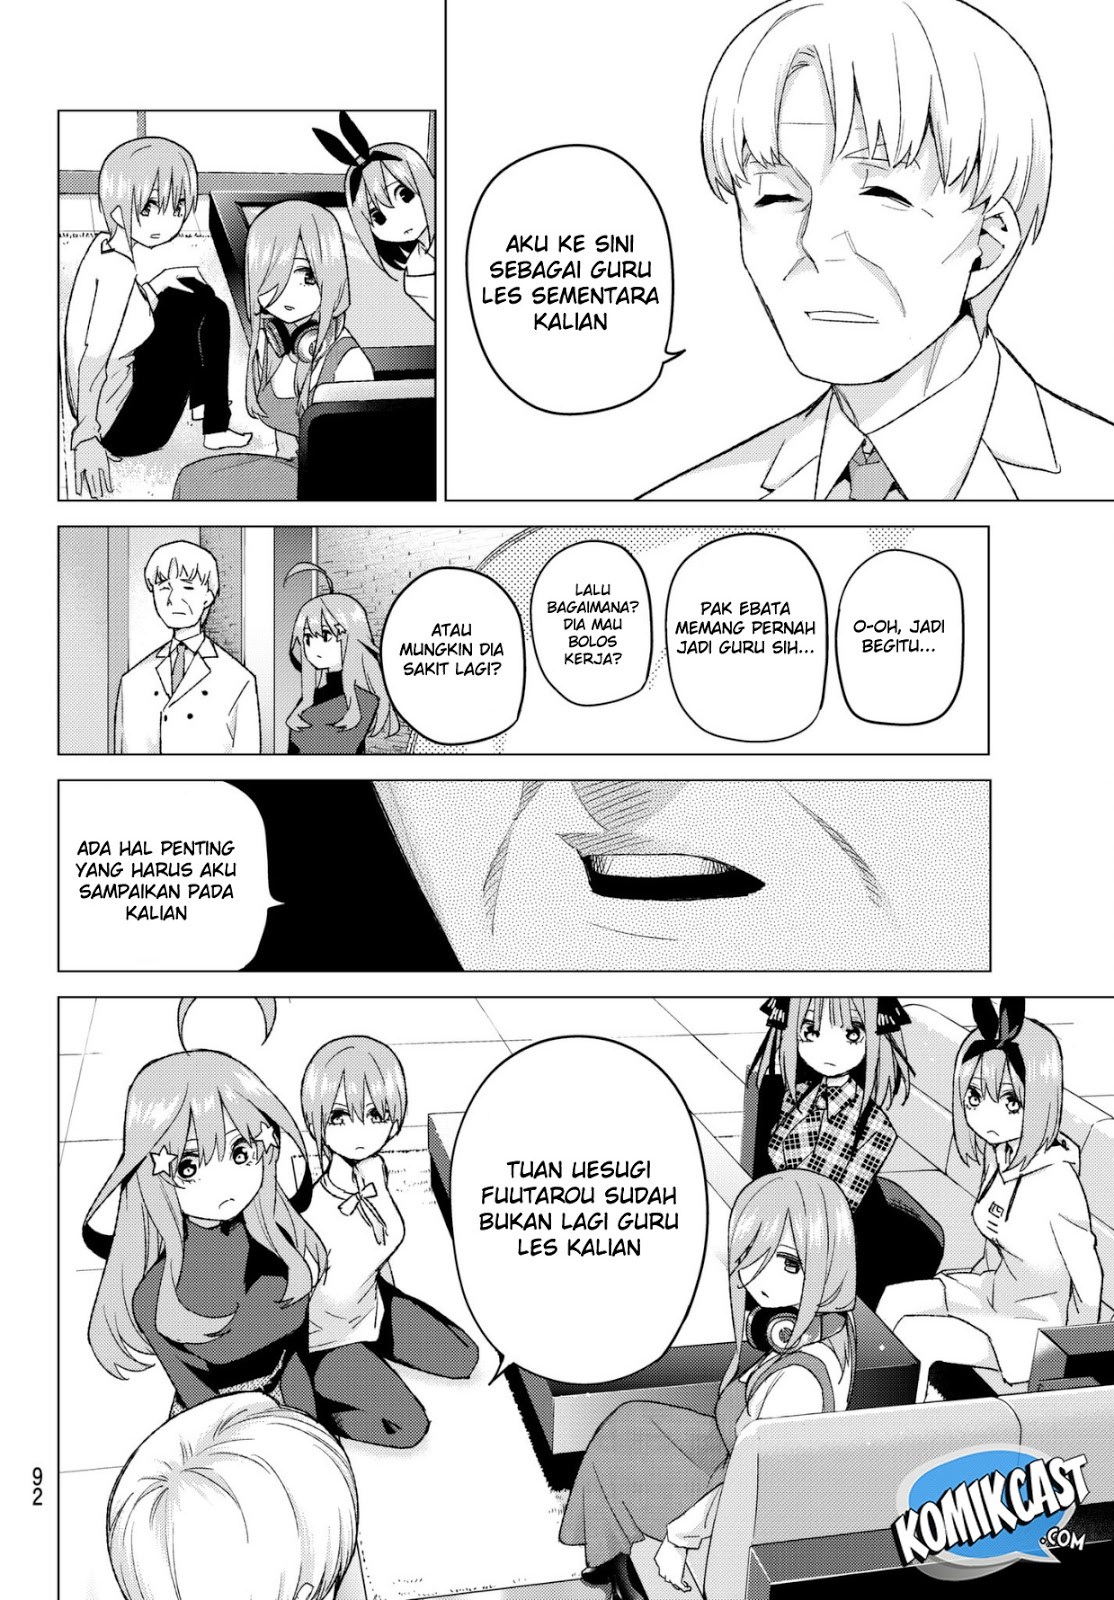 AKU KE SINI
SEBAGAI GURU
LES SEMENTARA
KALIAN
O-OH, JADI
BEGITU...
PAK EBATA
MEMANG PERNAH
JADI GURU SIH...
LALU
BAGAIMANA?
DIA MAU
BOLOS
KERJA?
ATAU
MUNGKIN DIA
SAKIT LAGI?
ADA HAL PENTING
YANG HARUS AKU
SAMPAIKAN PADA
KALIAN
TUAN UESUGI
FUUTAROU SUDAH
BUKAN LAGI GURU
LES KALIAN
四
二
92
KOMIKCAST
.COM